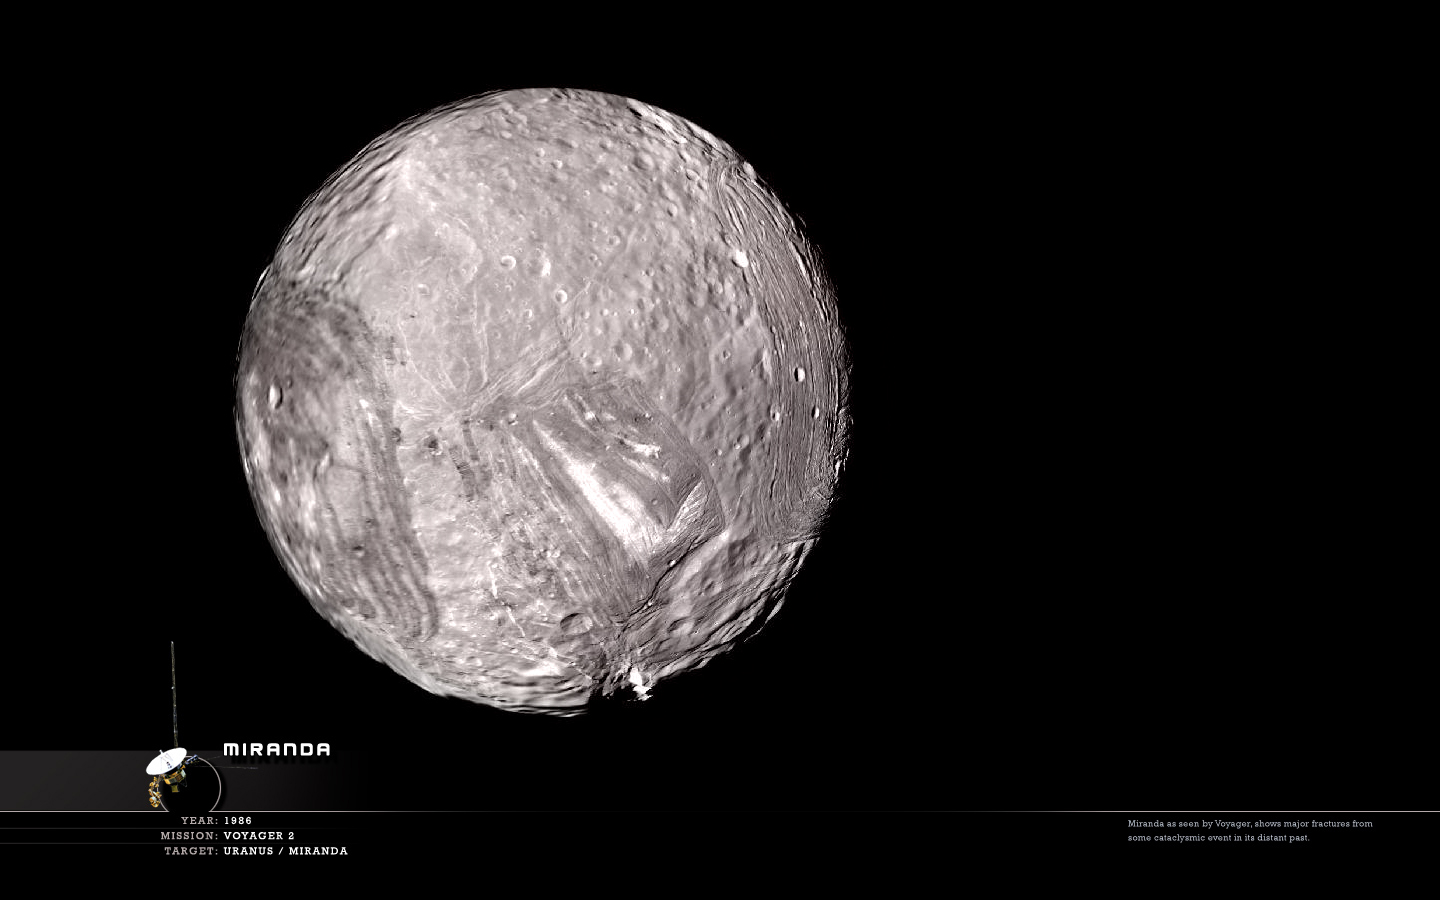 MIRANDA
YEAR: 1986
MISSION: VOYAGER 2
TARGET: URANUS / MIRANDA
Miranda as seen by Voyager, shows major fractures from
some cataclysmic event in its distant past.